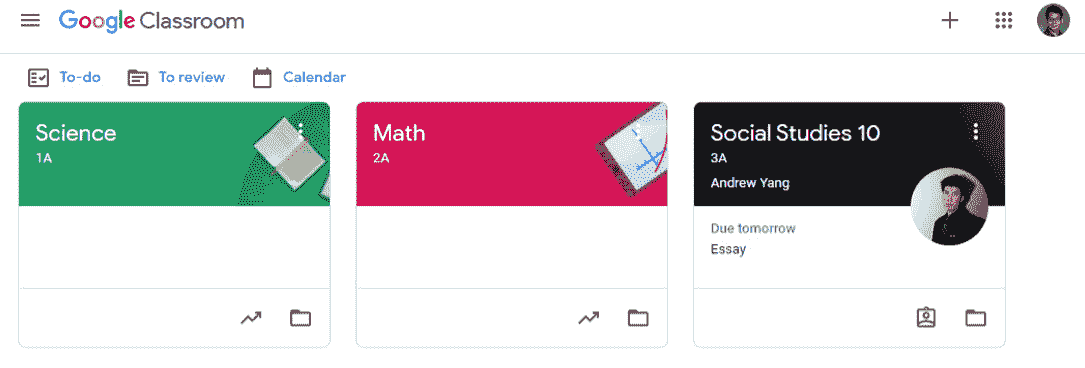 Google Classroom
To-do To review Calendar
Science
1A
Math
2A
Social Studies 10
3A
Andrew Yang
Due tomorrow
Essay